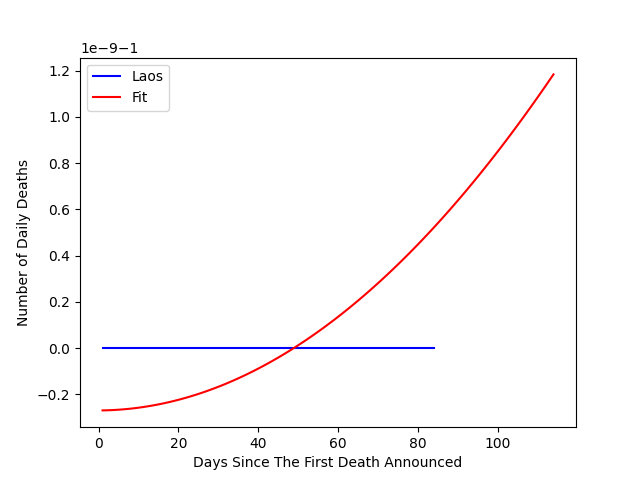 1e−9−1
Laos
Fit
1.2
1.0
0.8
0.6
0.4
0.2
0.0
−0.2
Number of Daily Deaths
0 20 40 60 80 100
Days Since The First Death Announced